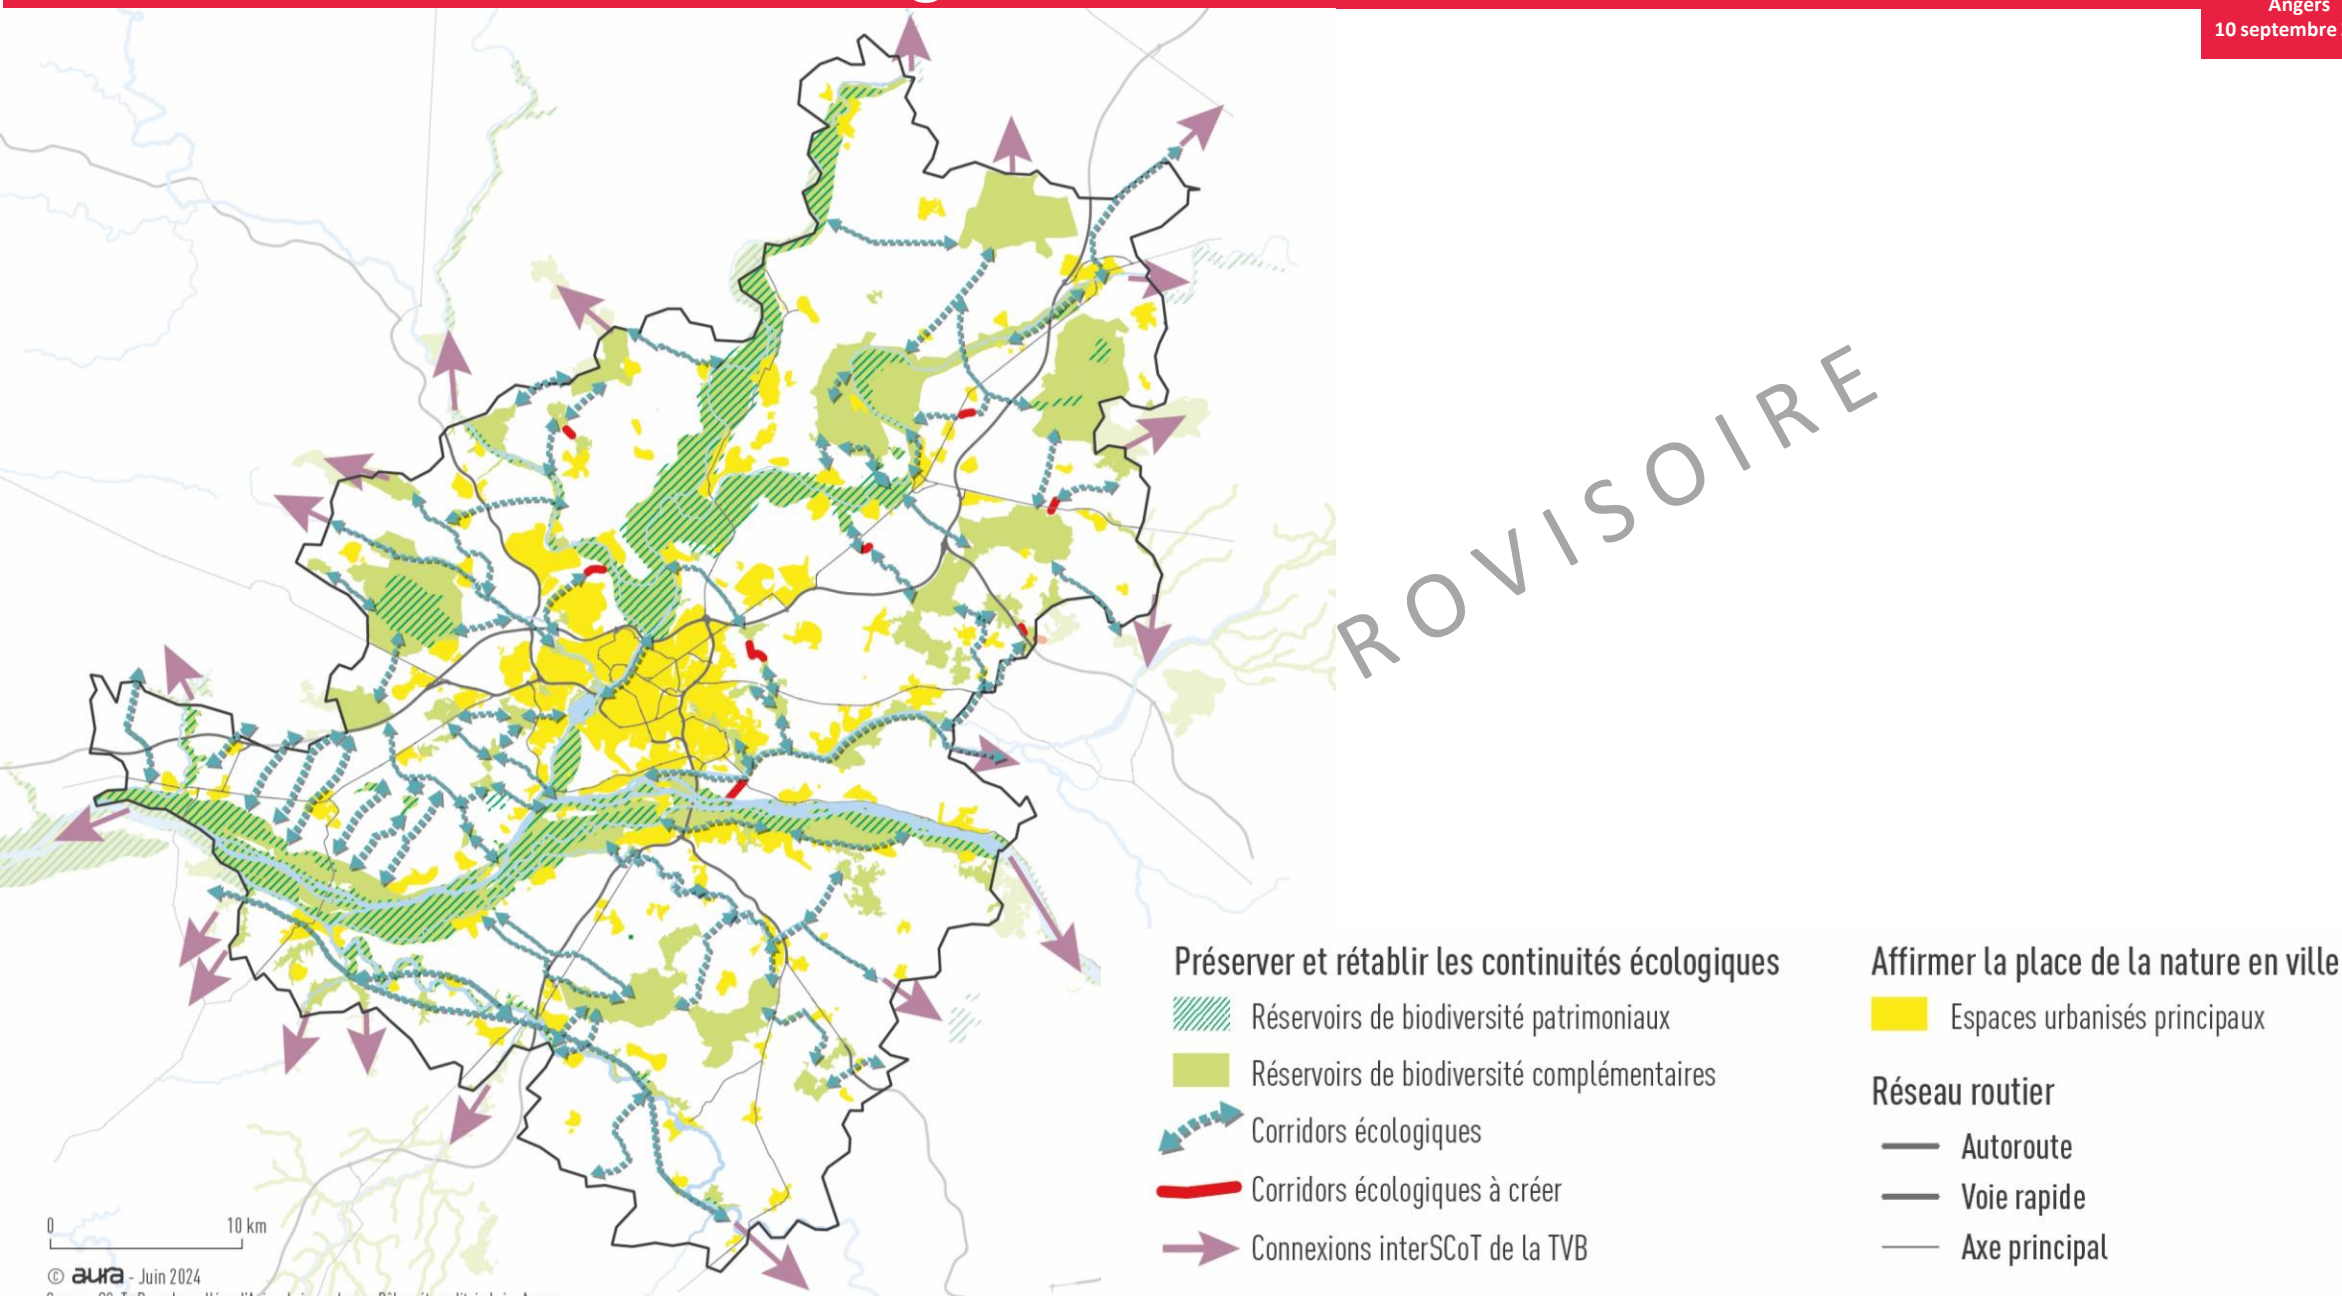 Angers
10 septembre
ROVISOIRE
Préserver et rétablir les continuités écologiques
Réservoirs de biodiversité patrimoniaux
Réservoirs de biodiversité complémentaires
Corridors écologiques
Corridors écologiques à créer
Connexions interSCoT de la TVB
Affirmer la place de la nature en ville
Espaces urbanisés principaux
Réseau routier
Autoroute
Voie rapide
Axe principal
0 10 km
© aura - Juin 2024